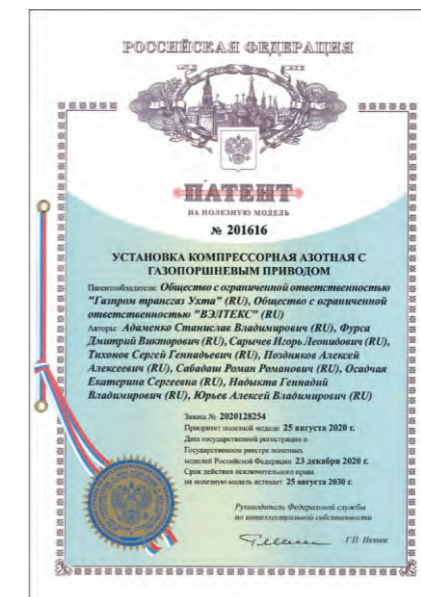 РОССИЙСКАЯ ФЕДЕРАЦИЯ
ПАТЕНТ
НА ПОЛЕЗНУЮ МОДЕЛЬ
№ 201616
УСТАНОВКА КОМПРЕССОРНАЯ АЗОТНАЯ С
ГАЗОПОРШНЕВЫМ ПРИВОДОМ
Патентообладатели: Общество с ограниченной ответственностью
"Газпром трансгаз Ухта" (RU), Общество с ограниченной
ответственностью "ВЭЛТЕКС" (RU)
Авторы: Адаменко Станислав Владимирович (RU), Фурса
Дмитрий Викторович (RU), Сарычев Игорь Леонидович (RU),
Тихонов Сергей Геннадьевич (RU), Поздняков Алексей
Алексеевич (RU), Сабадаш Роман Романович (RU), Осадчая
Екатерина Сергеевна (RU), Надыкта Геннадий
Владимирович (RU), Юрьев Алексей Владимирович (RU)
Заявка № 2020128254
Приоритет полезной модели 25 августа 2020 г.
Дата государственной регистрации в
Государственном реестре полезных
моделей Российской Федерации 23 декабря 2020 г.
Срок действия исключительного права
на полезную модель истекает 25 августа 2030 г.
Руководитель Федеральной службы
по интеллектуальной собственности
Г.П. Ивлиев